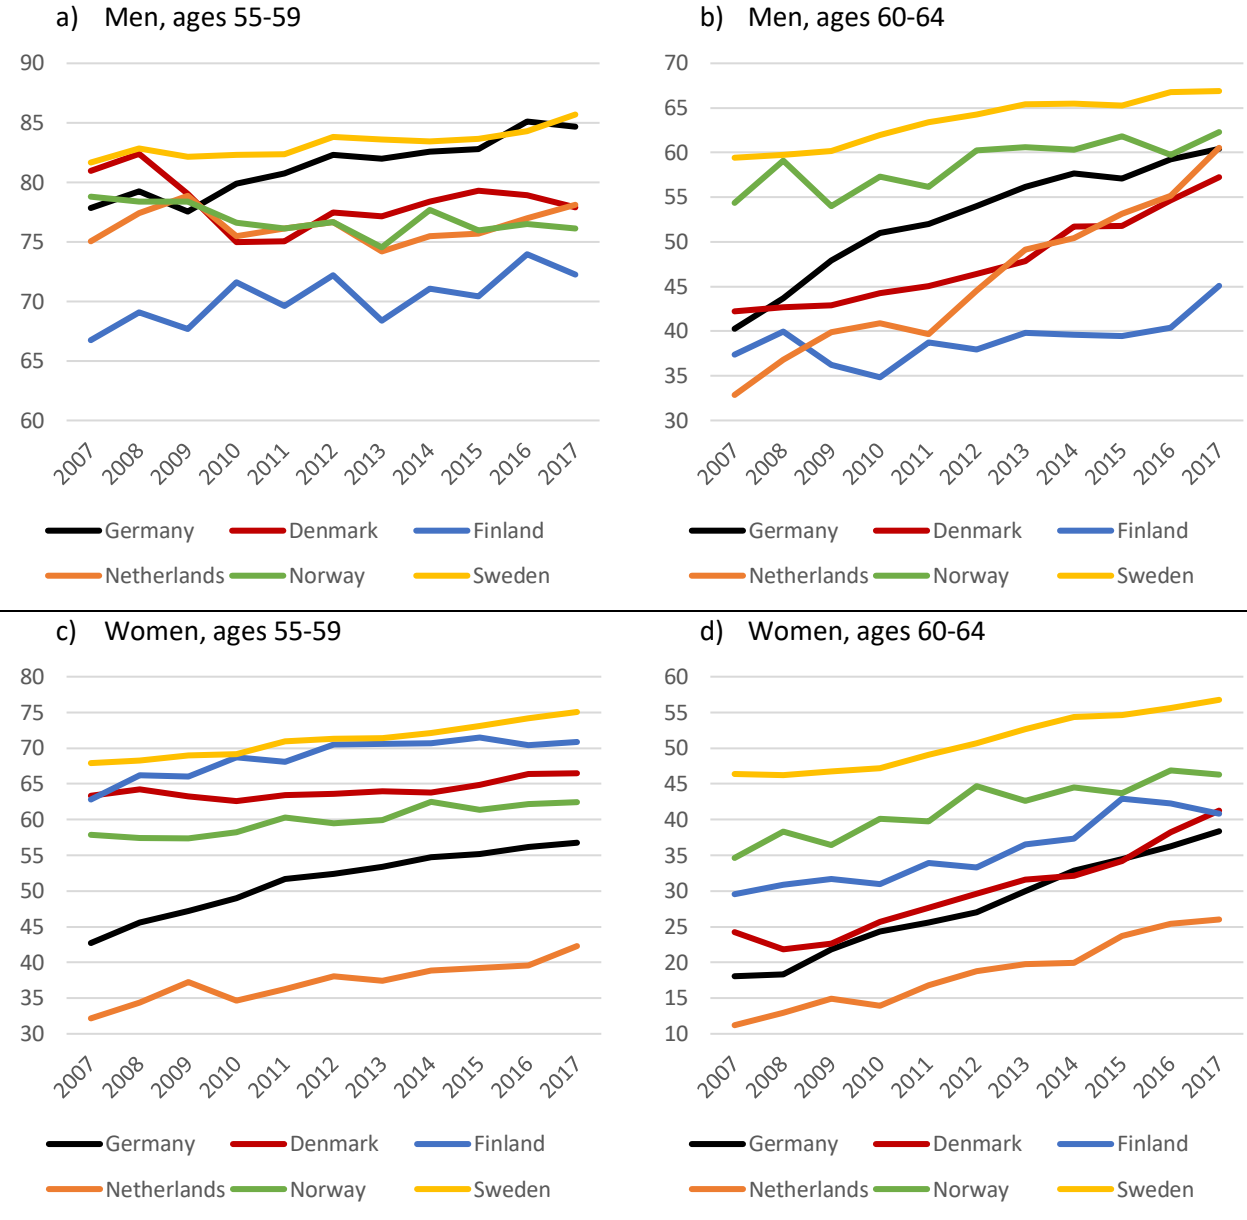 a) Men, ages 55-59
90
85
80
75
70
65
60
2007 2008 2009 2010 2011 2012 2013 2014 2015 2016 2017
Germany Denmark Finland
Netherlands Norway Sweden
b) Men, ages 60-64
70
65
60
55
50
45
40
35
30
2007 2008 2009 2010 2011 2012 2013 2014 2015 2016 2017
Germany Denmark Finland
Netherlands Norway Sweden
c) Women, ages 55-59
80
75
70
65
60
55
50
45
40
35
30
2007 2008 2009 2010 2011 2012 2013 2014 2015 2016 2017
Germany Denmark Finland
Netherlands Norway Sweden
d) Women, ages 60-64
60
55
50
45
40
35
30
25
20
15
10
2007 2008 2009 2010 2011 2012 2013 2014 2015 2016 2017
Germany Denmark Finland
Netherlands Norway Sweden